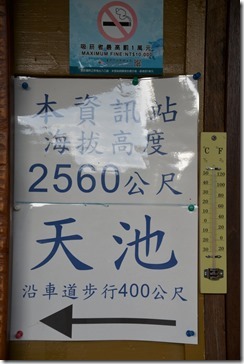 吸菸者最高罰1萬元
MAXIMUM FINE NT$10,000
本資訊站
海拔高度
2560公尺
天池
沿車道步行400公尺
°C °F